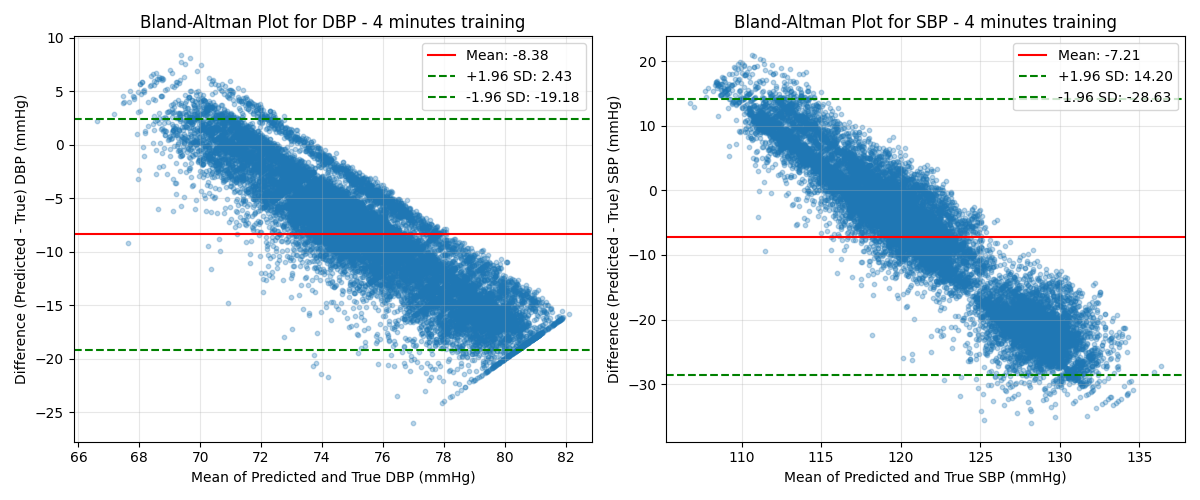 Bland-Altman Plot for DBP - 4 minutes training
Difference (Predicted - True) DBP (mmHg)
10
5
0
−5
−10
−15
−20
−25
Mean: -8.38
+1.96 SD: 2.43
-1.96 SD: -19.18
66
68
70
72
74
76
78
80
82
Mean of Predicted and True DBP (mmHg)
Bland-Altman Plot for SBP - 4 minutes training
Difference (Predicted - True) SBP (mmHg)
20
10
0
−10
−20
−30
Mean: -7.21
+1.96 SD: 14.20
-1.96 SD: -28.63
110
115
120
125
130
135
Mean of Predicted and True SBP (mmHg)